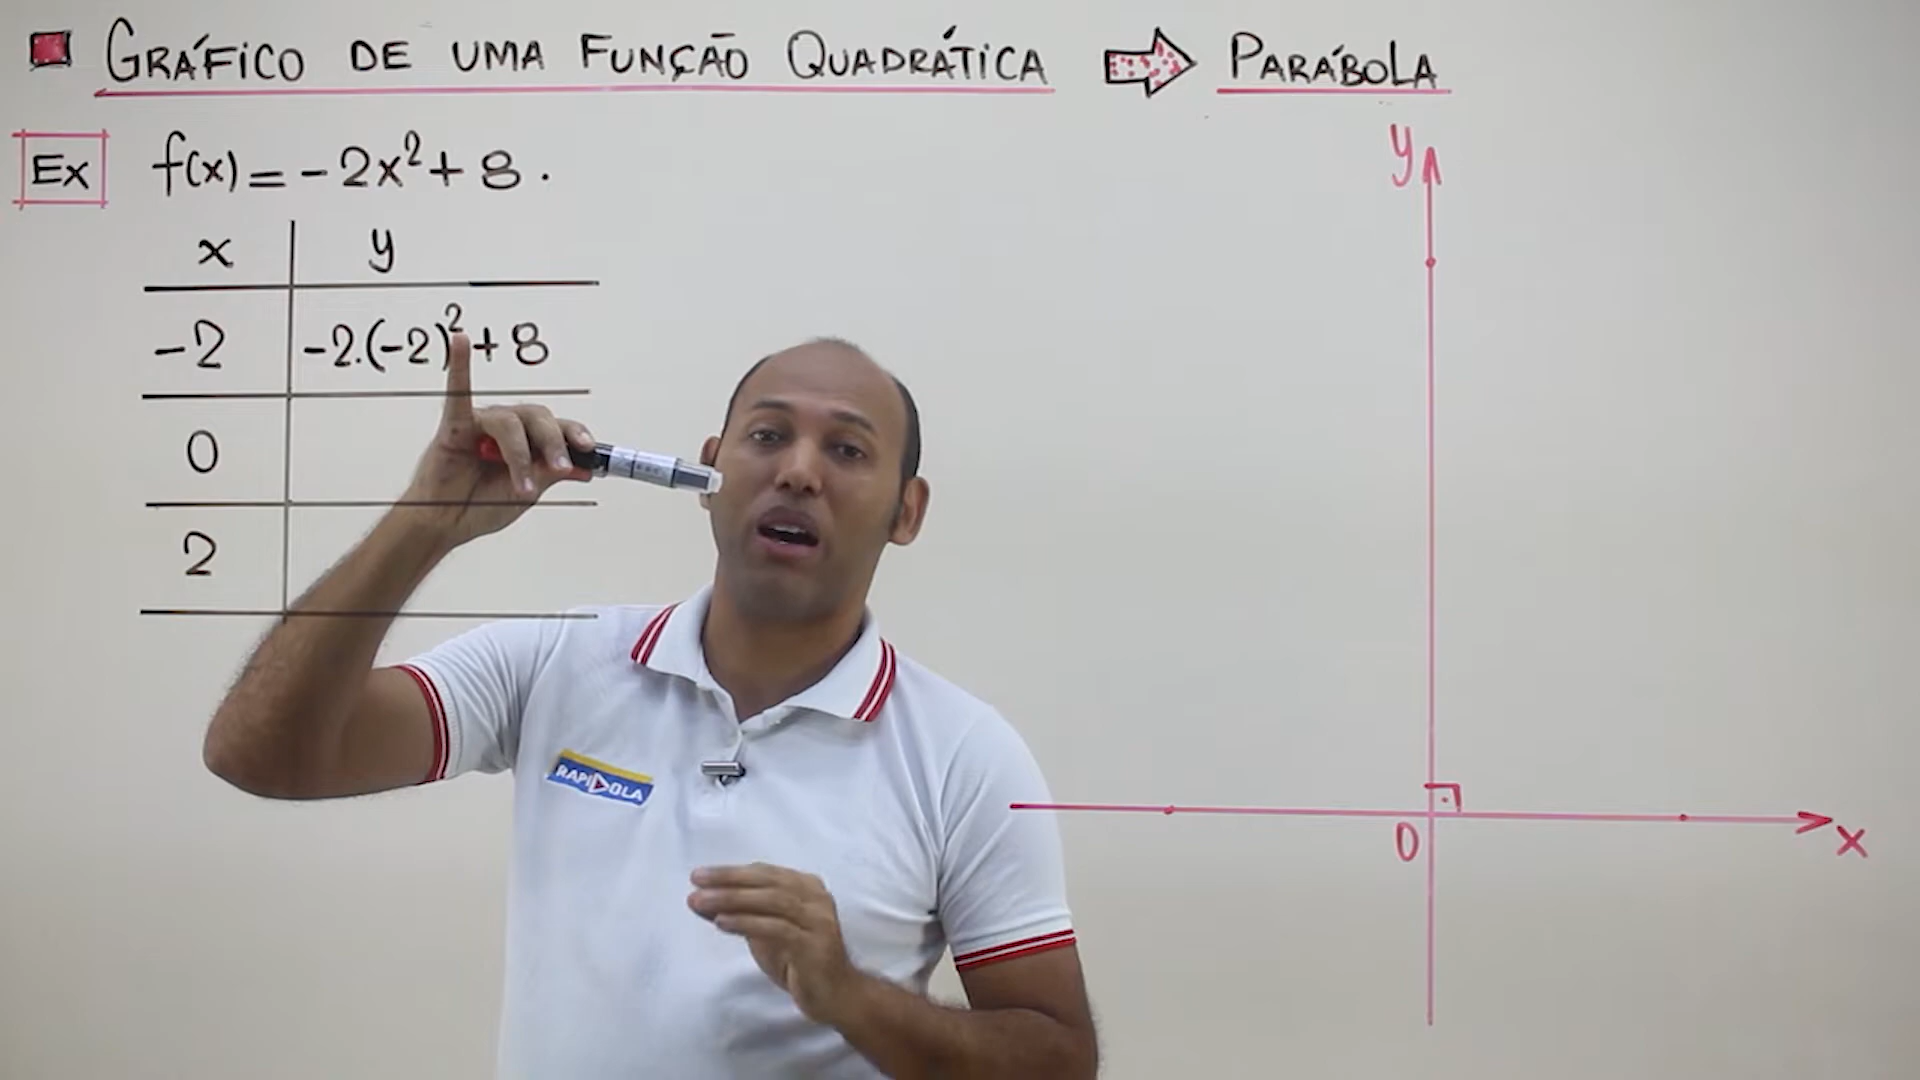 GRÁFICO DE UMA FUNÇÃO QUADRÁTICA
PARÁBOLA
Ex
f(x) = -2x² + 8.
x y
-2 -2.(-2)² + 8
0
2
y
0
x
RAPIDOLA